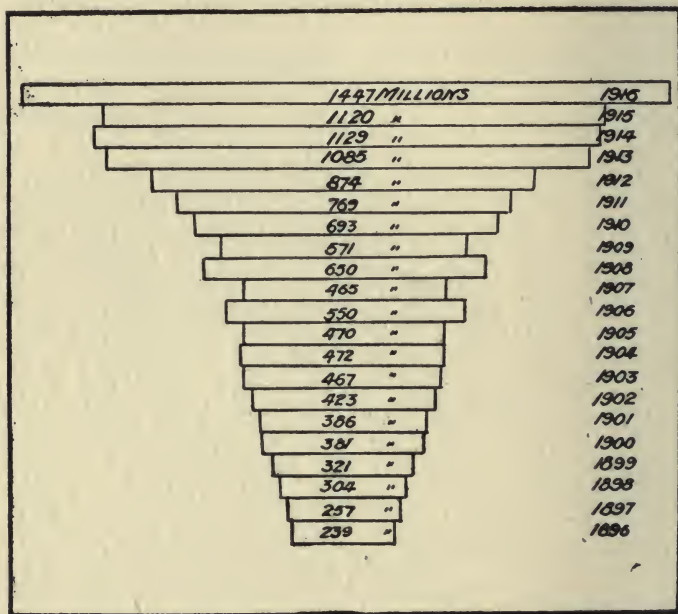 1447 MILLIONS 1916
1120 " 1915
1129 " 1914
1085 " 1913
874 " 1912
769 " 1911
693 " 1910
571 " 1909
650 " 1908
465 " 1907
550 " 1906
470 " 1905
472 " 1904
467 " 1903
423 " 1902
386 " 1901
381 " 1900
321 " 1899
304 " 1898
257 " 1897
239 " 1896